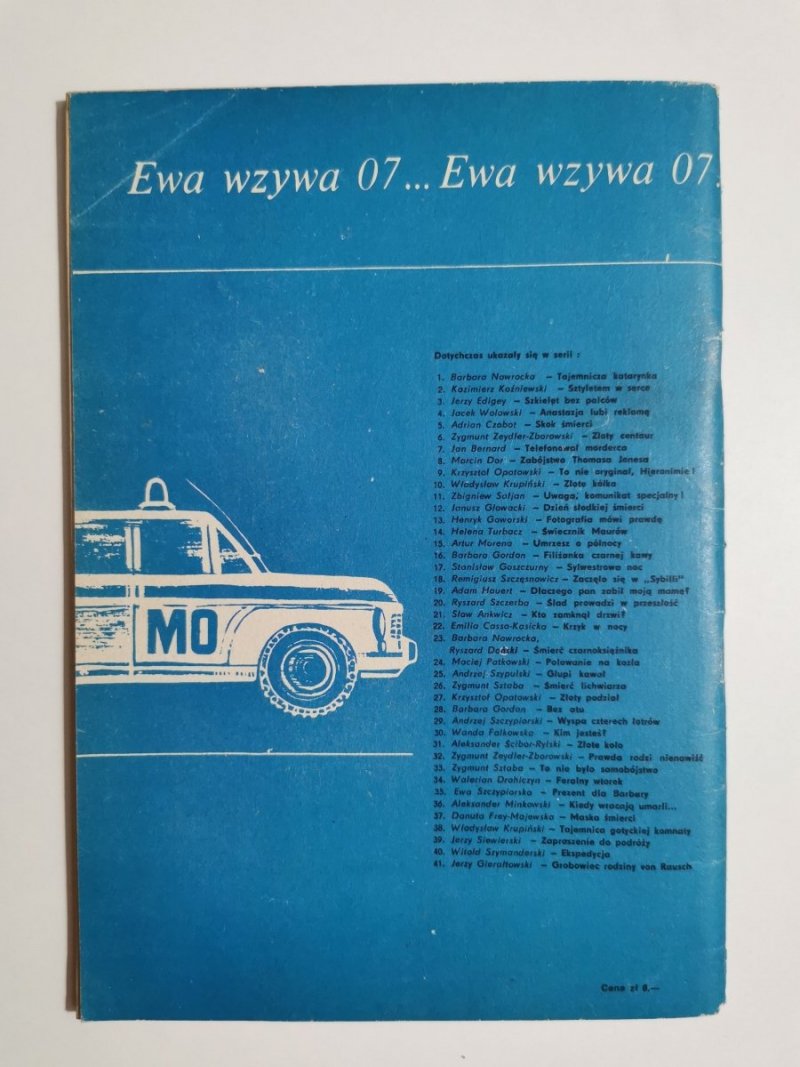 Ewa wzywa 07... Ewa wzywa 07.
Dotychczas ukazały się w serii :
1. Barbara Nawrocka – Tajemnicza katarynka
2. Kazimierz Koźniewski – Sztyletem w serce
3. Jerzy Edigey – Szkielet bez palców
4. Jacek Wołowski – Anastazja lubi reklamę
5. Adrian Czobot – Skok śmierci
6. Zygmunt Zeydler-Zborowski – Złoty centaur
7. Jan Bernard – Telefonował morderca
8. Marcin Dor – Zabójstwo Thomasa Jonesa
9. Krzysztof Opatowski – To nie oryginał, Hieronimie!
10. Władysław Krupiński – Złote kółka
11. Zbigniew Safjan – Uwaga, komunikat specjalny!
12. Janusz Głowacki – Dzień słodkiej śmierci
13. Henryk Gaworski – Fotografia mówi prawdę
14. Helena Turbacz – Świecznik Maurów
15. Artur Morena – Umrzesz o północy
16. Barbara Gordon – Filiżanka czarnej kawy
17. Stanisław Goszczurny – Sylwestrowa noc
18. Remigiusz Szczęsnowicz – Zaczęło się w „Sybilli”
19. Adam Hauert – Dlaczego pan zabił moją mamę?
20. Ryszard Szczerba – Ślad prowadzi w przeszłość
21. Sław Ankwicz – Kto zamknął drzwi?
22. Emilia Cassa-Kasicka – Krzyk w nocy
23. Barbara Nawrocka,
Ryszard Doński – Śmierć czarnoksiężnika
24. Maciej Patkowski – Polowanie na kozła
25. Andrzej Szypulski – Głupi kawał
26. Zygmunt Sztaba – Śmierć lichwiarza
27. Krzysztof Opatowski – Złoty podział
28. Barbara Gordon – Bez atu
29. Andrzej Szczypiorski – Wyspa czterech łotrów
30. Wanda Falkowska – Kim jesteś?
31. Aleksander Ścibor-Rylski – Złote koło
32. Zygmunt Zeydler-Zborowski – Prawda rodzi nienawiść
33. Zygmunt Sztaba – To nie było samobójstwo
34. Walerian Drohiczyn – Feralny wtorek
35. Ewa Szczypiorska – Prezent dla Barbary
36. Aleksander Minkowski – Kiedy wracają umarli...
37. Danuta Frey-Majewska – Maska śmierci
38. Władysław Krupiński – Tajemnica gotyckiej komnaty
39. Jerzy Siewierski – Zaproszenie do podróży
40. Witold Szymanderski – Ekspedycja
41. Jerzy Gierałtowski – Grobowiec rodziny von Rausch
MO
Cena zł 6.—